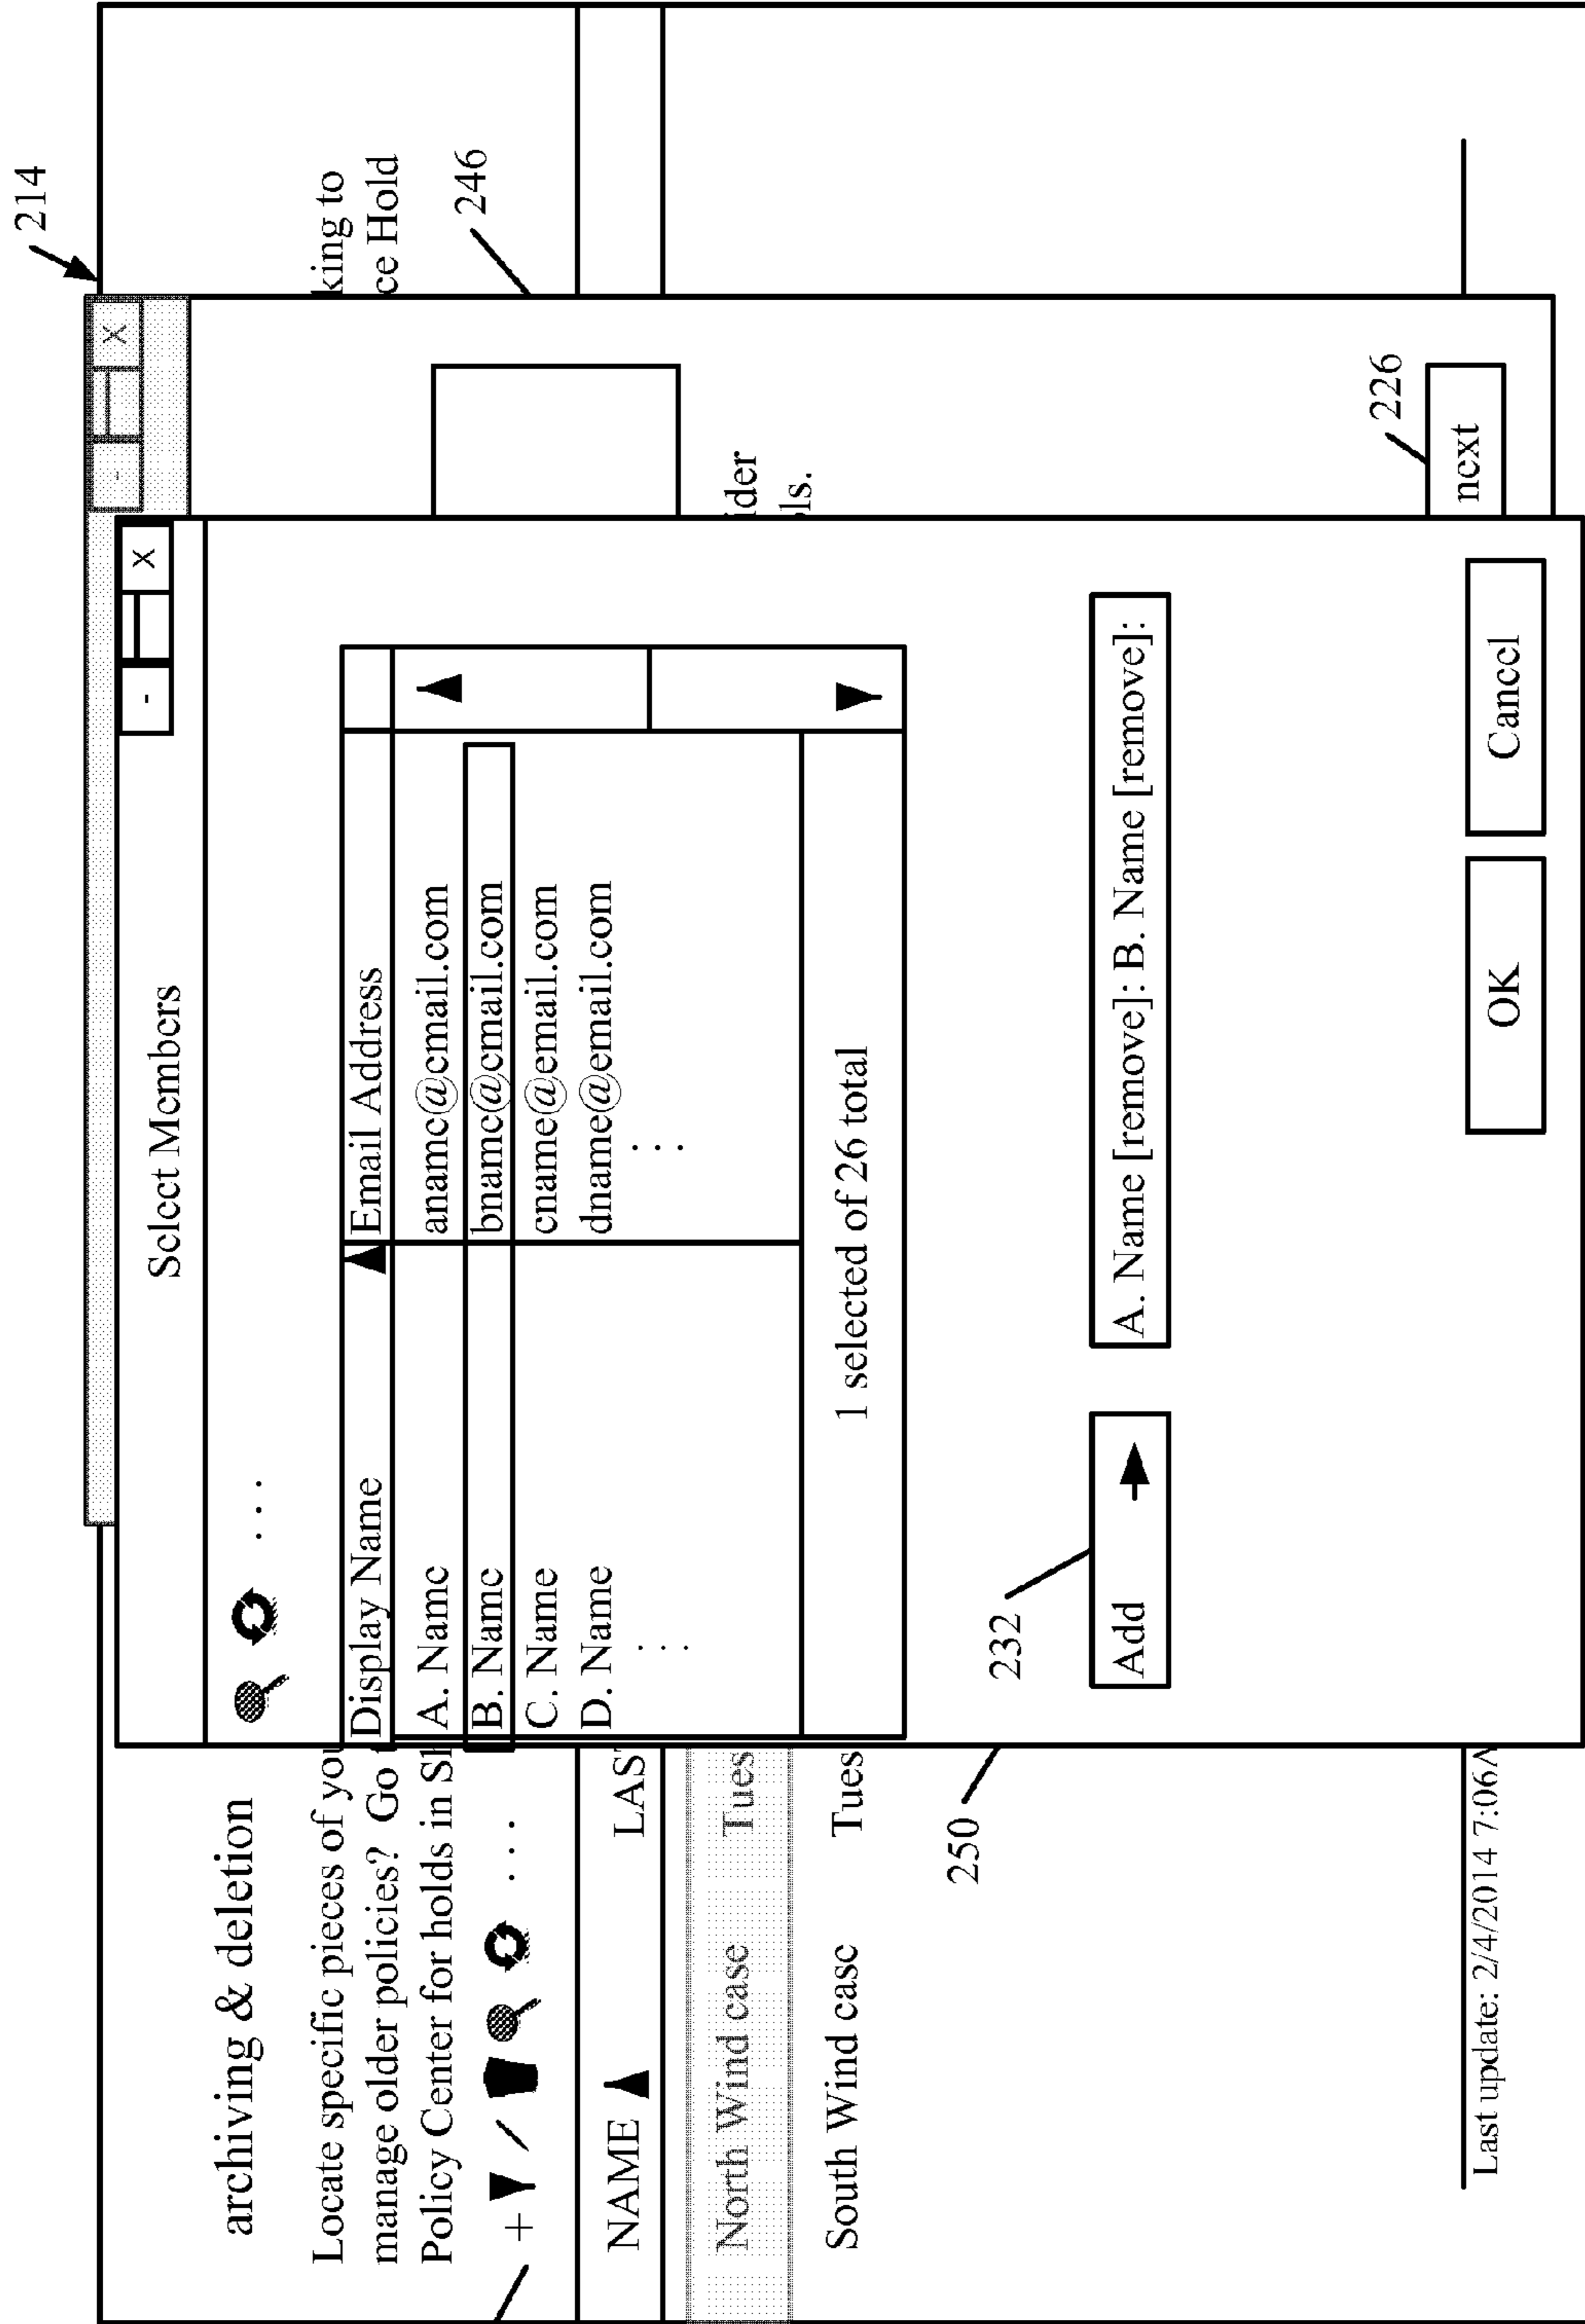 214
archiving & deletion
Locate specific pieces of you
king to
manage older policies? Go
ce Hold
Policy Center for holds in Sh
+ ...
246
NAME LAS
North Wind case Tues
South Wind case Tues
250
Last update: 2/4/2014 7:06A
- X
ider
ols.
226
next
- X
Select Members
...
Display Name Email Address
A. Name aname@email.com
B. Name bname@email.com
C. Name cname@email.com
D. Name dname@email.com
... ...
1 selected of 26 total
232
Add A. Name [remove]: B. Name [remove]:
OK Cancel